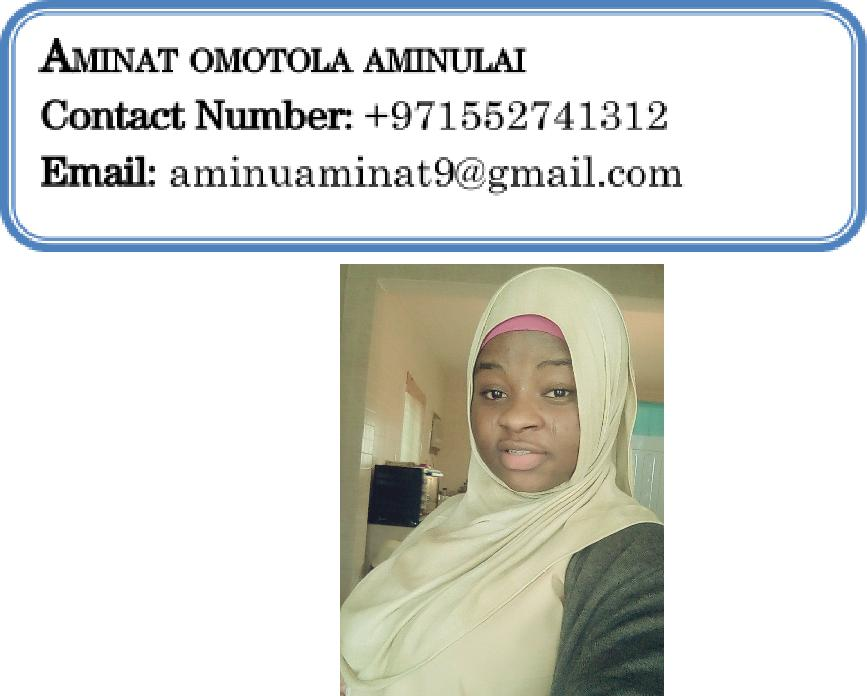 AMINAT OMOTOLA AMINULAI
Contact Number: +971552741312
Email: aminuaminat9@gmail.com